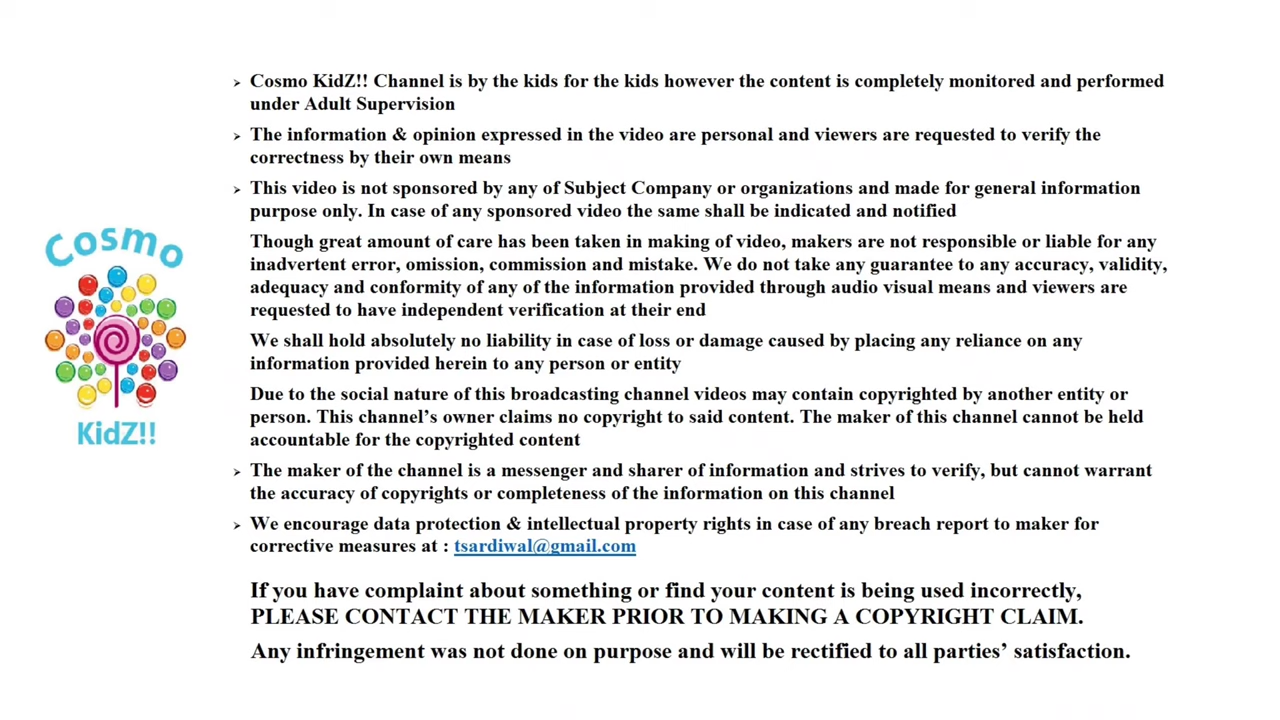 Cosmo KidZ!! Channel is by the kids for the kids however the content is completely monitored and performed
under Adult Supervision
The information & opinion expressed in the video are personal and viewers are requested to verify the
correctness by their own means
This video is not sponsored by any of Subject Company or organizations and made for general information
purpose only. In case of any sponsored video the same shall be indicated and notified
Though great amount of care has been taken in making of video, makers are not responsible or liable for any
inadvertent error, omission, commission and mistake. We do not take any guarantee to any accuracy, validity,
adequacy and conformity of any of the information provided through audio visual means and viewers are
requested to have independent verification at their end
We shall hold absolutely no liability in case of loss or damage caused by placing any reliance on any
information provided herein to any person or entity
Due to the social nature of this broadcasting channel videos may contain copyrighted by another entity or
person. This channel's owner claims no copyright to said content. The maker of this channel cannot be held
accountable for the copyrighted content
The maker of the channel is a messenger and sharer of information and strives to verify, but cannot warrant
the accuracy of copyrights or completeness of the information on this channel
We encourage data protection & intellectual property rights in case of any breach report to maker for
corrective measures at : tsardiwal@gmail.com
If you have complaint about something or find your content is being used incorrectly,
PLEASE CONTACT THE MAKER PRIOR TO MAKING A COPYRIGHT CLAIM.
Any infringement was not done on purpose and will be rectified to all parties' satisfaction.
Cosmo
KidZ!!